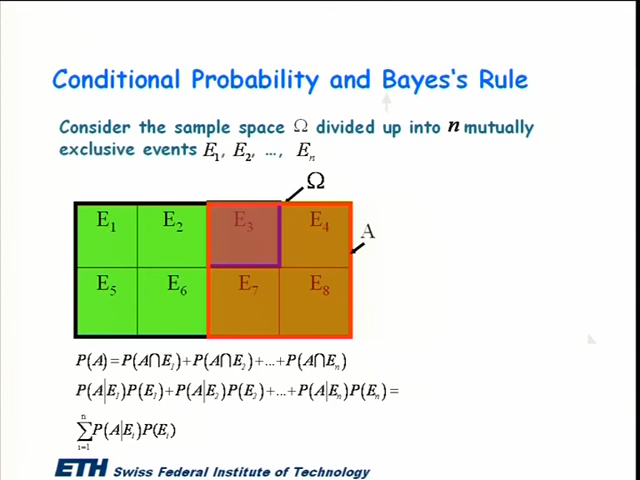 Conditional Probability and Bayes's Rule
Consider the sample space Ω divided up into n mutually
exclusive events E₁, E₂, ..., Eₙ
Ω
E₁ E₂ E₃ E₄
A
E₅ E₆ E₇ E₈
P(A)=P(A⋂E₁)+P(A⋂E₂)+...+P(A⋂Eₙ)
P(A|E₁)P(E₁)+P(A|E₂)P(E₂)+...+P(A|Eₙ)P(Eₙ)=
n
∑P(A|Eᵢ)P(Eᵢ)
i=1
ETH Swiss Federal Institute of Technology